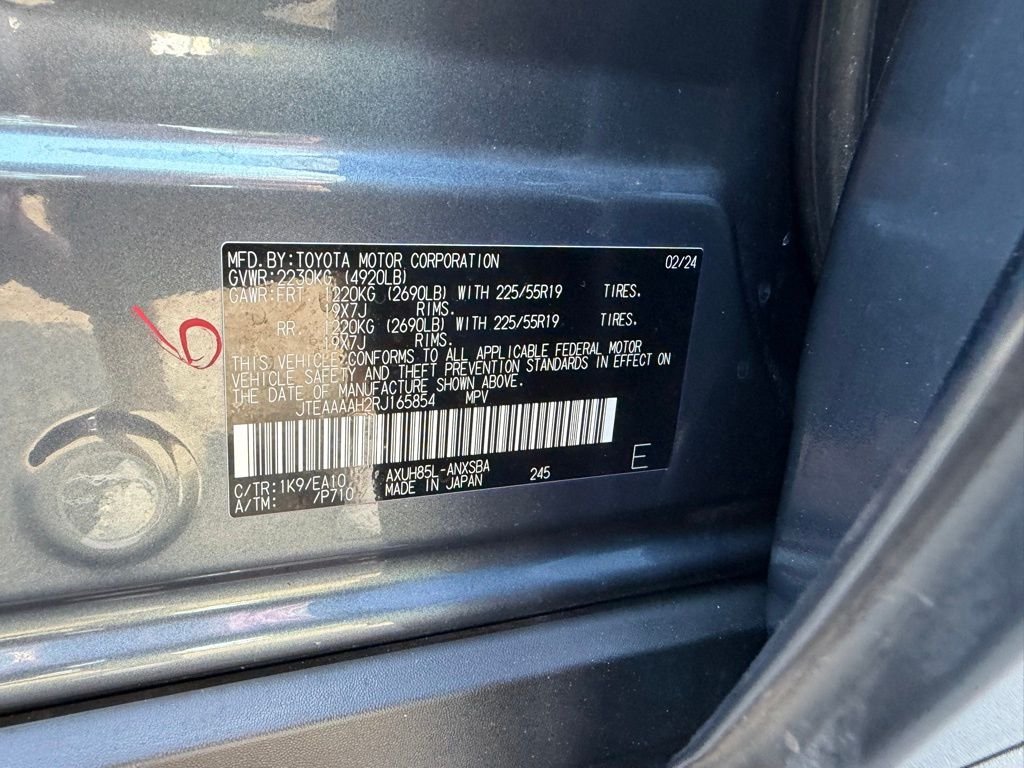 MFD.BY:TOYOTA MOTOR CORPORATION 02/24
GVWR:2230KG (4920LB)
GAWR:FRT 1220KG (2690LB) WITH 225/55R19 TIRES.
19X7J RIMS.
RR. 1220KG (2690LB) WITH 225/55R19 TIRES.
19X7J RIMS.
THIS VEHICLE CONFORMS TO ALL APPLICABLE FEDERAL MOTOR
VEHICLE SAFETY AND THEFT PREVENTION STANDARDS IN EFFECT ON
THE DATE OF MANUFACTURE SHOWN ABOVE.
JTEAAAAH2RJ165854 MPV
C/TR:1K9/EA10 AXUH85L-ANXSBA 245 E
A/TM: /P710 MADE IN JAPAN